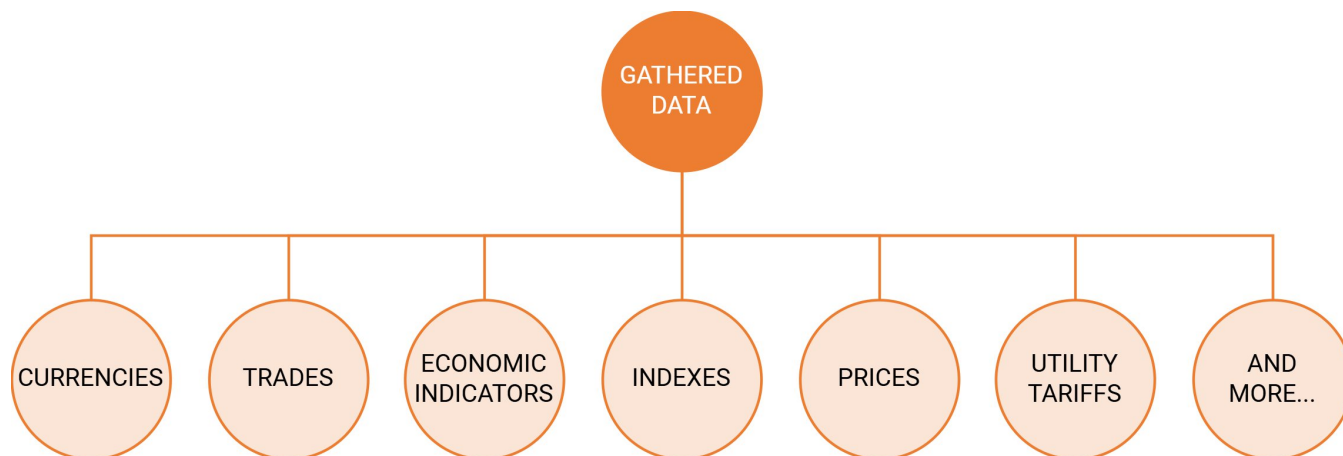 GATHERED
DATA
CURRENCIES
TRADES
ECONOMIC
INDICATORS
INDEXES
PRICES
UTILITY
TARIFFS
AND
MORE...